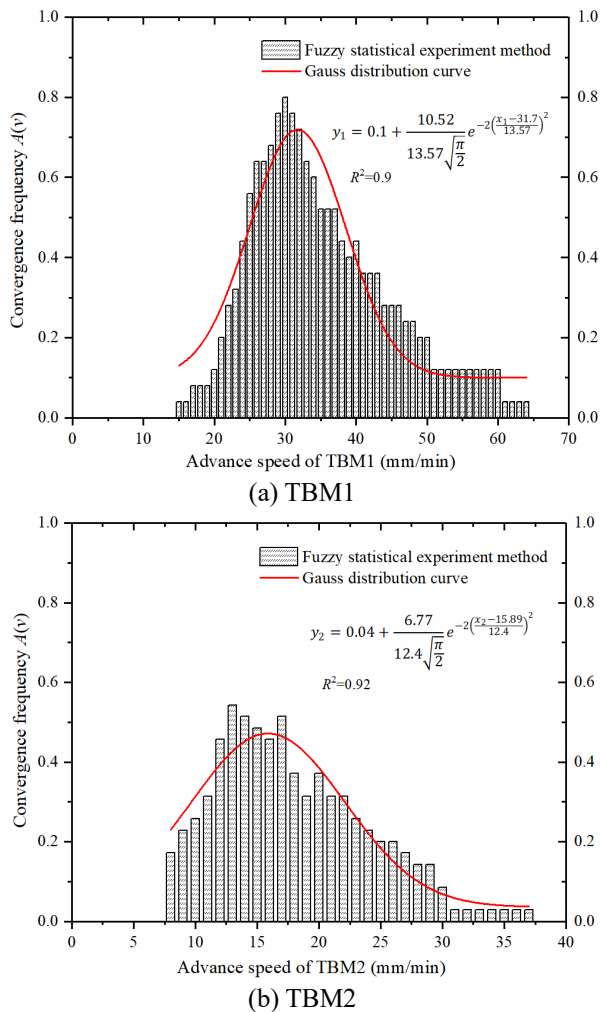 1.0
1.0
Fuzzy statistical experiment method
Gauss distribution curve
0.8
0.8
y₁ = 0.1 + 10.52/(13.57√(π/2)) e^(-2((x₁-31.7)/13.57)²)
R²=0.9
0.6
0.6
0.4
0.4
0.2
0.2
0.0
0.0
Convergence frequency A(v)
0 10 20 30 40 50 60 70
Advance speed of TBM1 (mm/min)
(a) TBM1
1.0
1.0
Fuzzy statistical experiment method
Gauss distribution curve
0.8
0.8
y₂ = 0.04 + 6.77/(12.4√(π/2)) e^(-2((x₂-15.89)/12.4)²)
R²=0.92
0.6
0.6
0.4
0.4
0.2
0.2
0.0
0.0
Convergence frequency A(v)
0 5 10 15 20 25 30 35 40
Advance speed of TBM2 (mm/min)
(b) TBM2